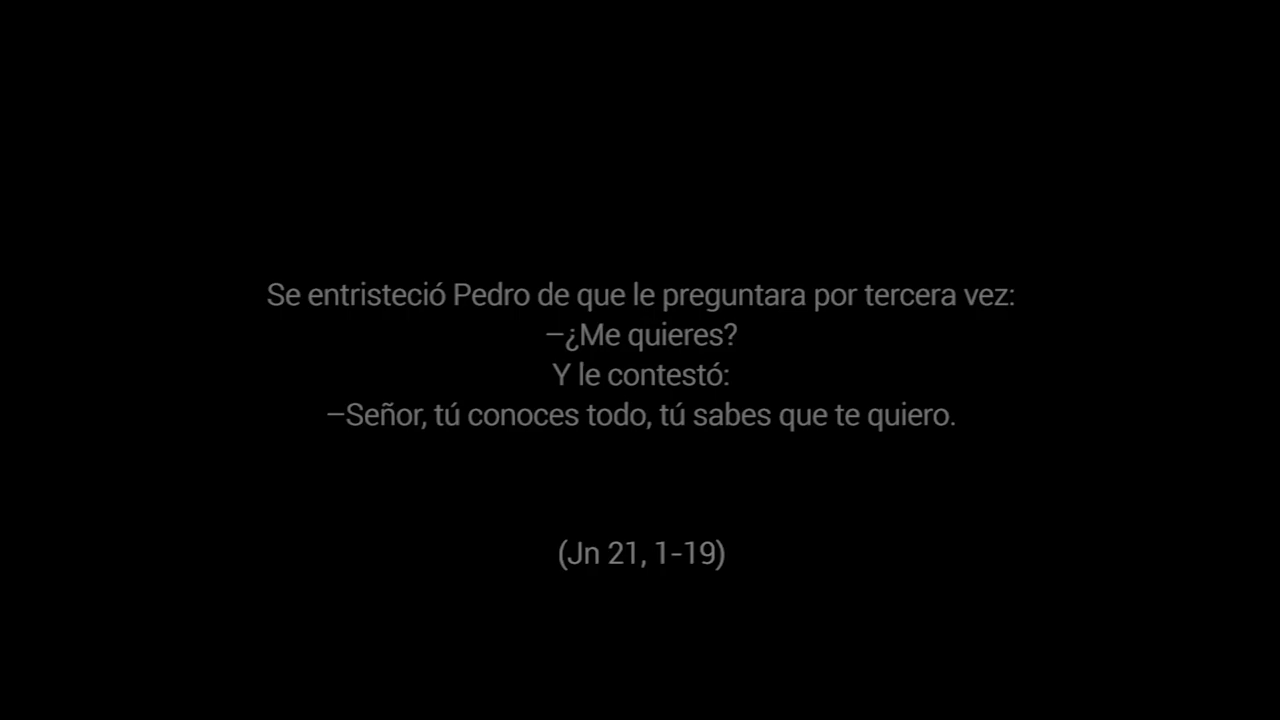 Se entristeció Pedro de que le preguntara por tercera vez:
–¿Me quieres?
Y le contestó:
–Señor, tú conoces todo, tú sabes que te quiero.
(Jn 21, 1-19)